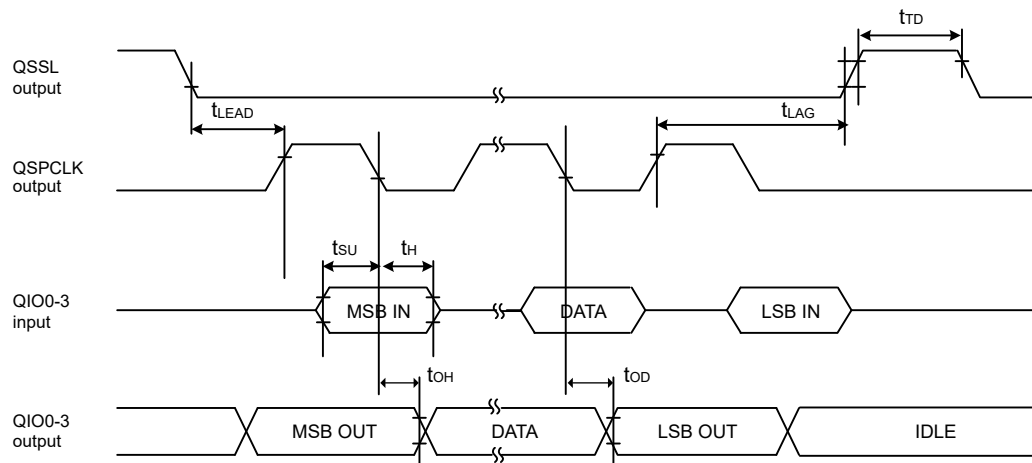 tTD
QSSL
output
tLEAD
tLAG
QSPCLK
output
tSU
tH
QIO0-3
input
MSB IN
DATA
LSB IN
tOH
tOD
QIO0-3
output
MSB OUT
DATA
LSB OUT
IDLE